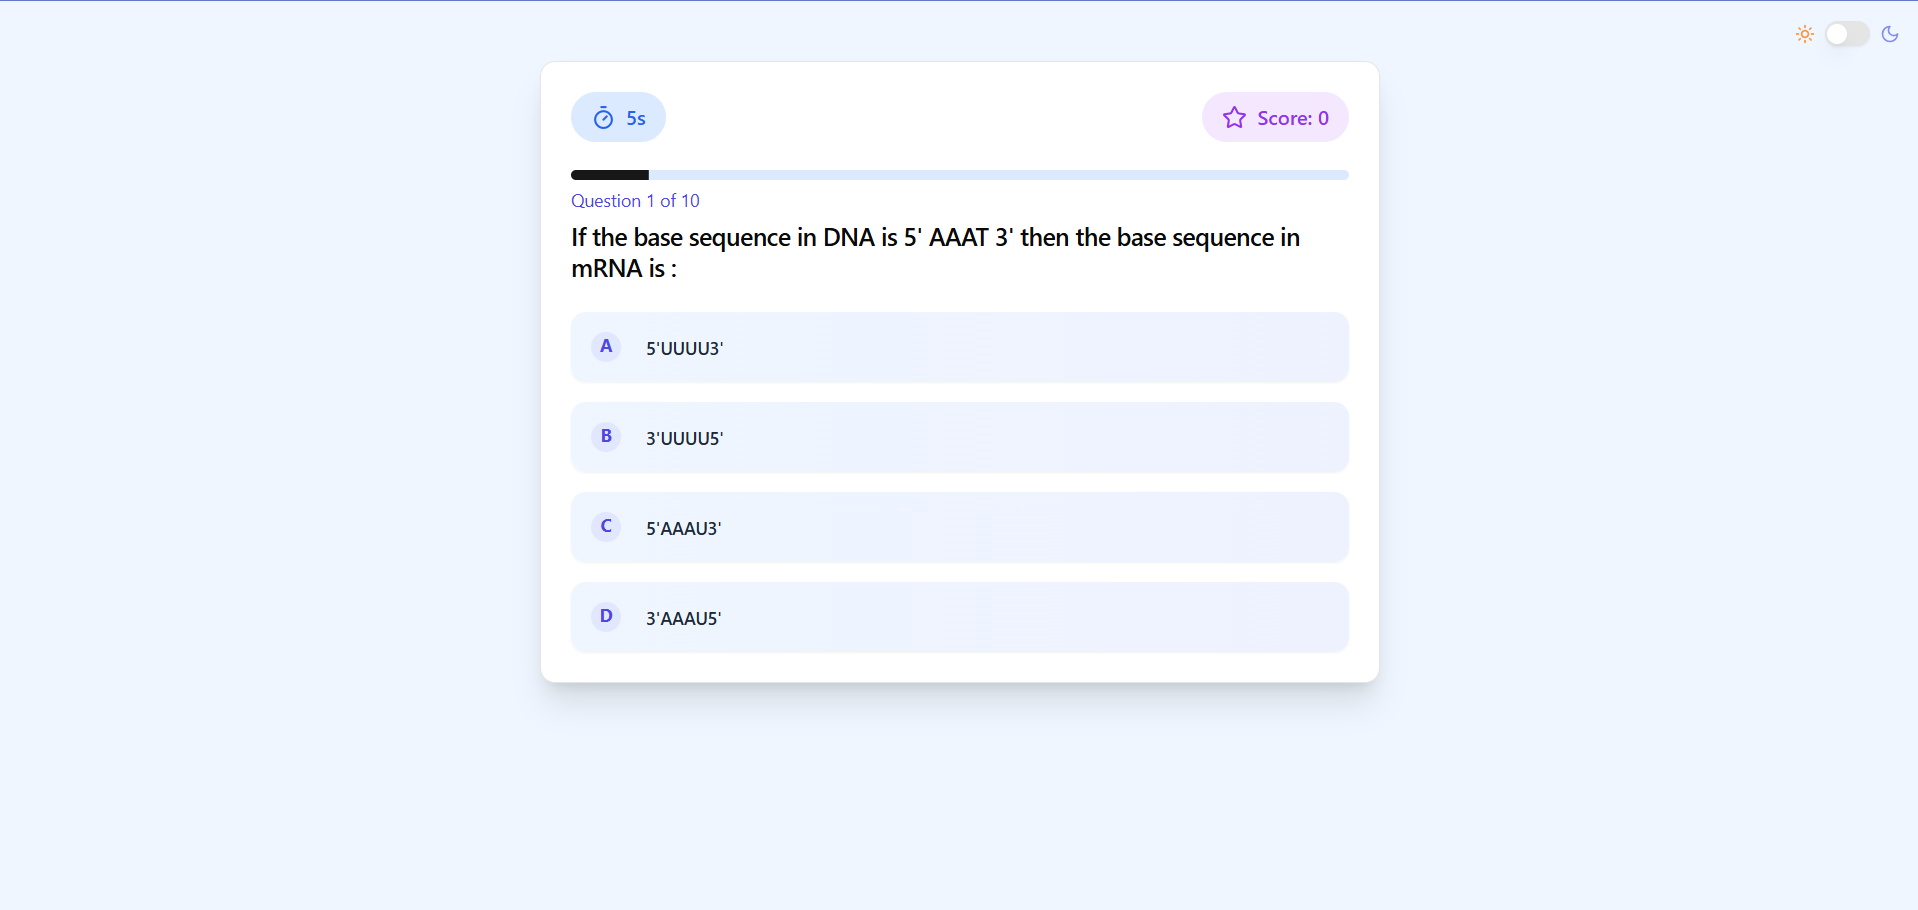 5s
Score: 0
Question 1 of 10
If the base sequence in DNA is 5' AAAT 3' then the base sequence in
mRNA is :
A 5'UUUU3'
B 3'UUUU5'
C 5'AAAU3'
D 3'AAAU5'